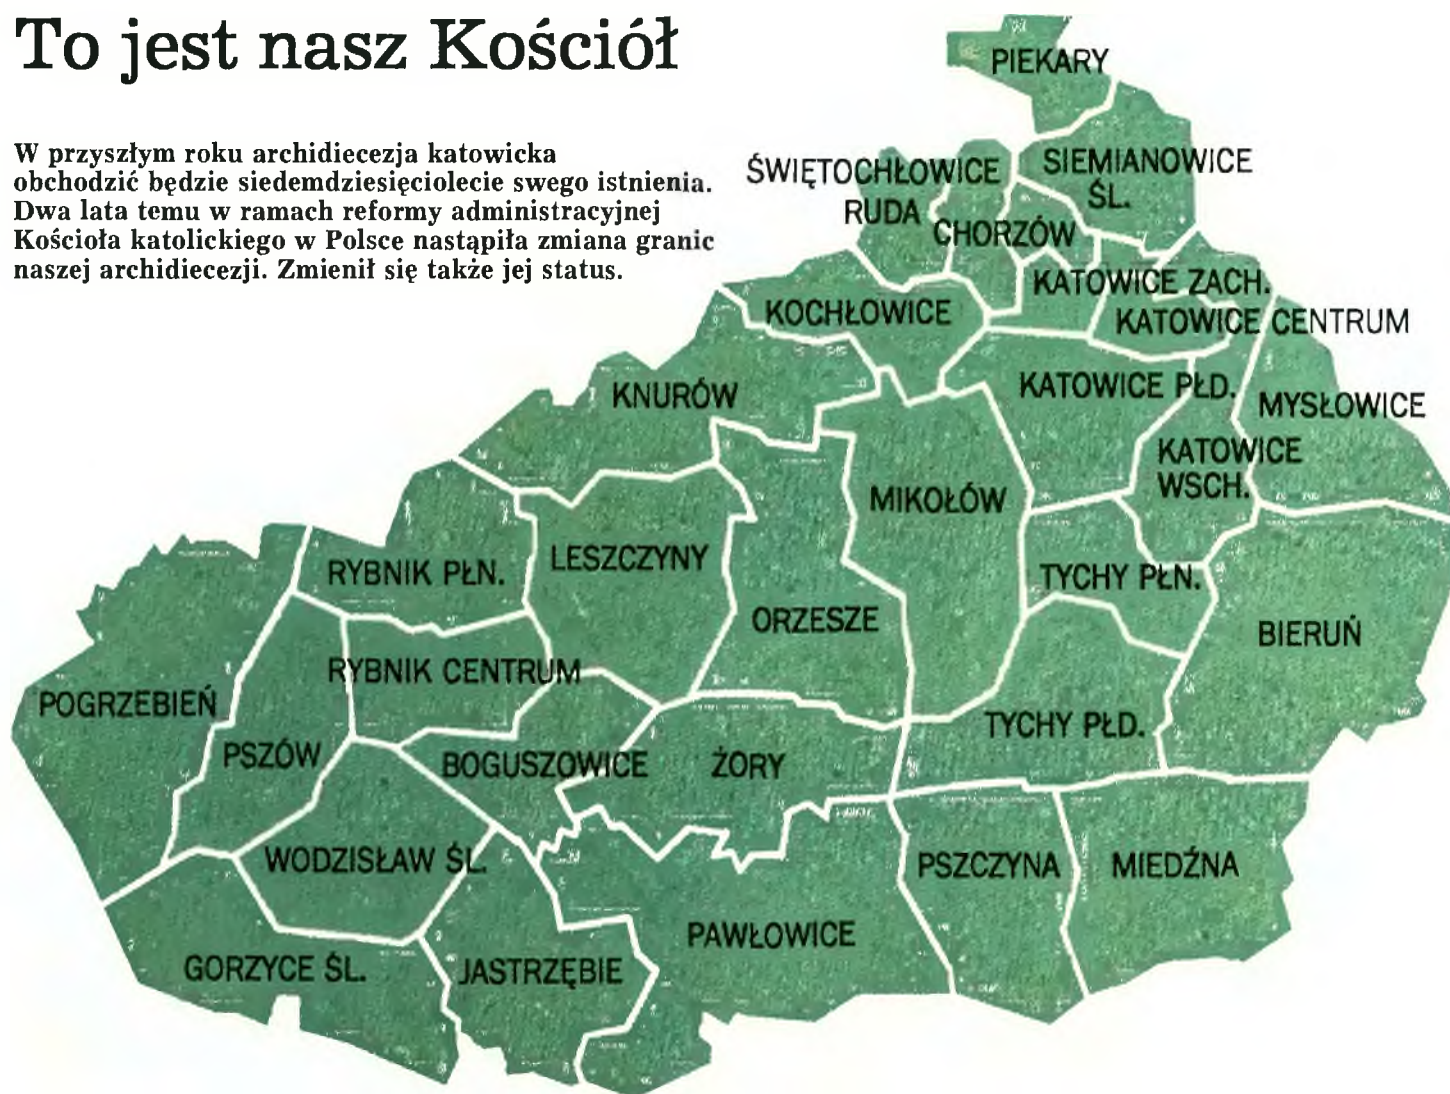 To jest nasz Kościół
W przyszłym roku archidiecezja katowicka
obchodzić będzie siedemdziesięciolecie swego istnienia.
Dwa lata temu w ramach reformy administracyjnej
Kościoła katolickiego w Polsce nastąpiła zmiana granic
naszej archidiecezji. Zmienił się także jej status.
PIEKARY
SIEMIANOWICE
ŚL.
ŚWIĘTOCHŁOWICE
RUDA
CHORZÓW
KATOWICE ZACH.
KOCHŁOWICE
KATOWICE CENTRUM
KNURÓW
KATOWICE PŁD.
MYSŁOWICE
KATOWICE
WSCH.
MIKOŁÓW
RYBNIK PŁN.
LESZCZYNY
TYCHY PŁN.
ORZESZE
BIERUŃ
RYBNIK CENTRUM
POGRZEBIEŃ
TYCHY PŁD.
PSZÓW
BOGUSZOWICE
ŻORY
WODZISŁAW ŚL.
PSZCZYNA
MIEDŹNA
PAWŁOWICE
GORZYCE ŚL.
JASTRZĘBIE